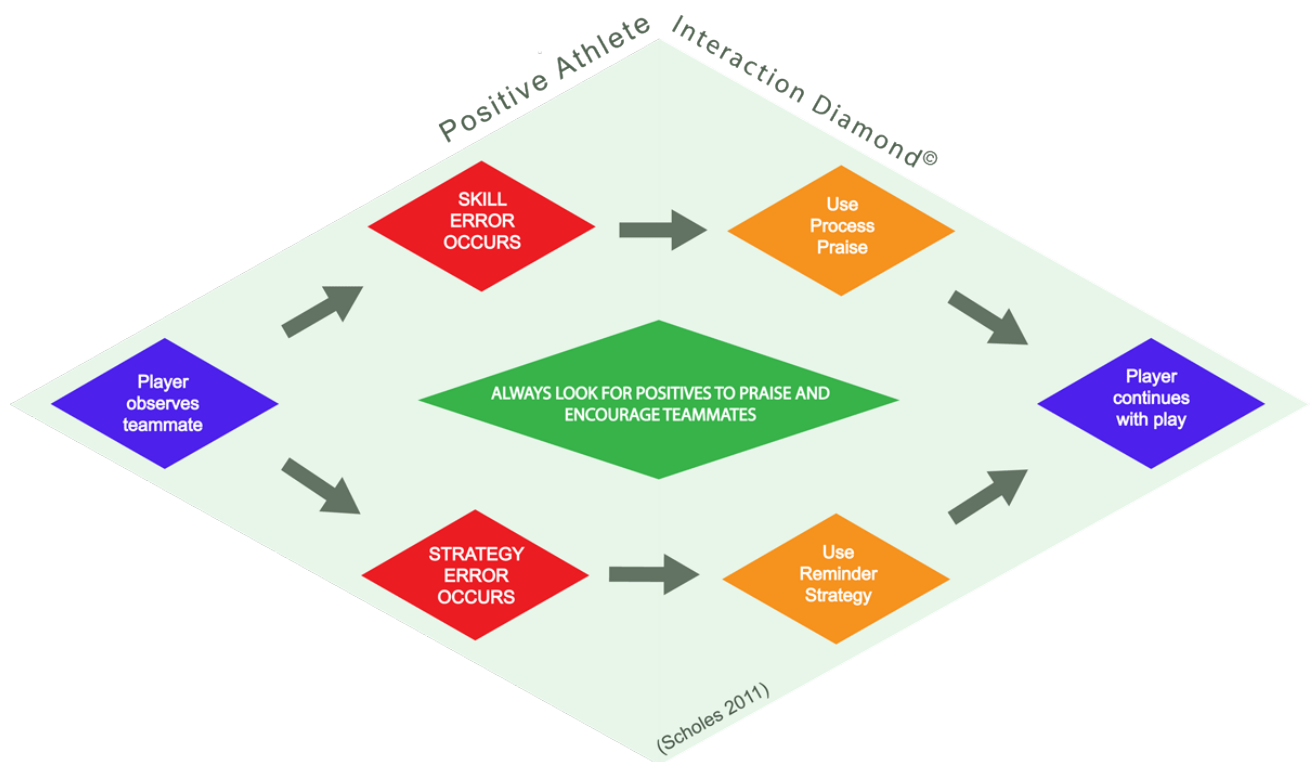 Positive Athlete
Interaction Diamond©
SKILL
ERROR
OCCURS
Use
Process
Praise
Player
observes
teammate
ALWAYS LOOK FOR POSITIVES TO PRAISE AND
ENCOURAGE TEAMMATES
Player
continues
with play
STRATEGY
ERROR
OCCURS
Use
Reminder
Strategy
(Scholes 2011)